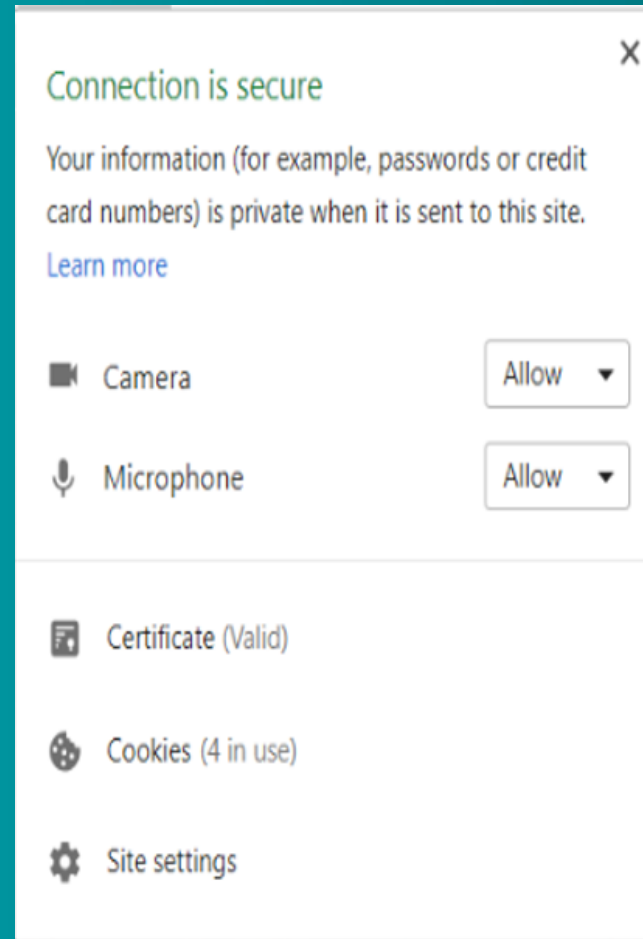 Connection is secure
Your information (for example, passwords or credit
card numbers) is private when it is sent to this site.
Learn more
Camera Allow
Microphone Allow
Certificate (Valid)
Cookies (4 in use)
Site settings